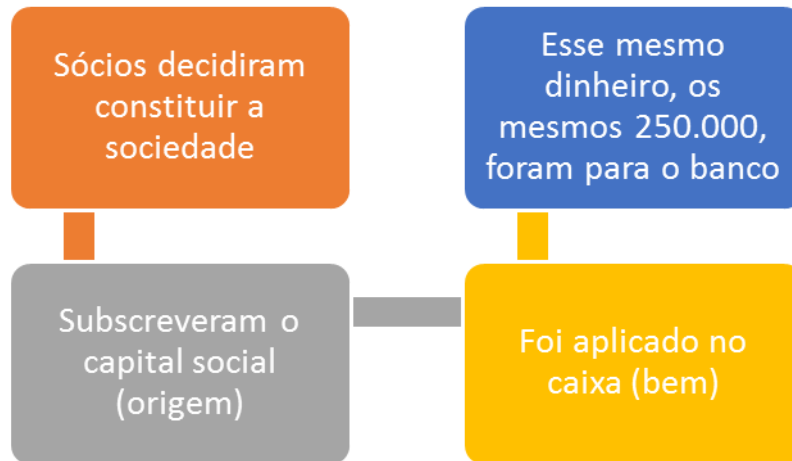 Sócios decidiram
constituir a
sociedade
Subscreveram o
capital social
(origem)
Foi aplicado no
caixa (bem)
Esse mesmo
dinheiro, os
mesmos 250.000,
foram para o banco